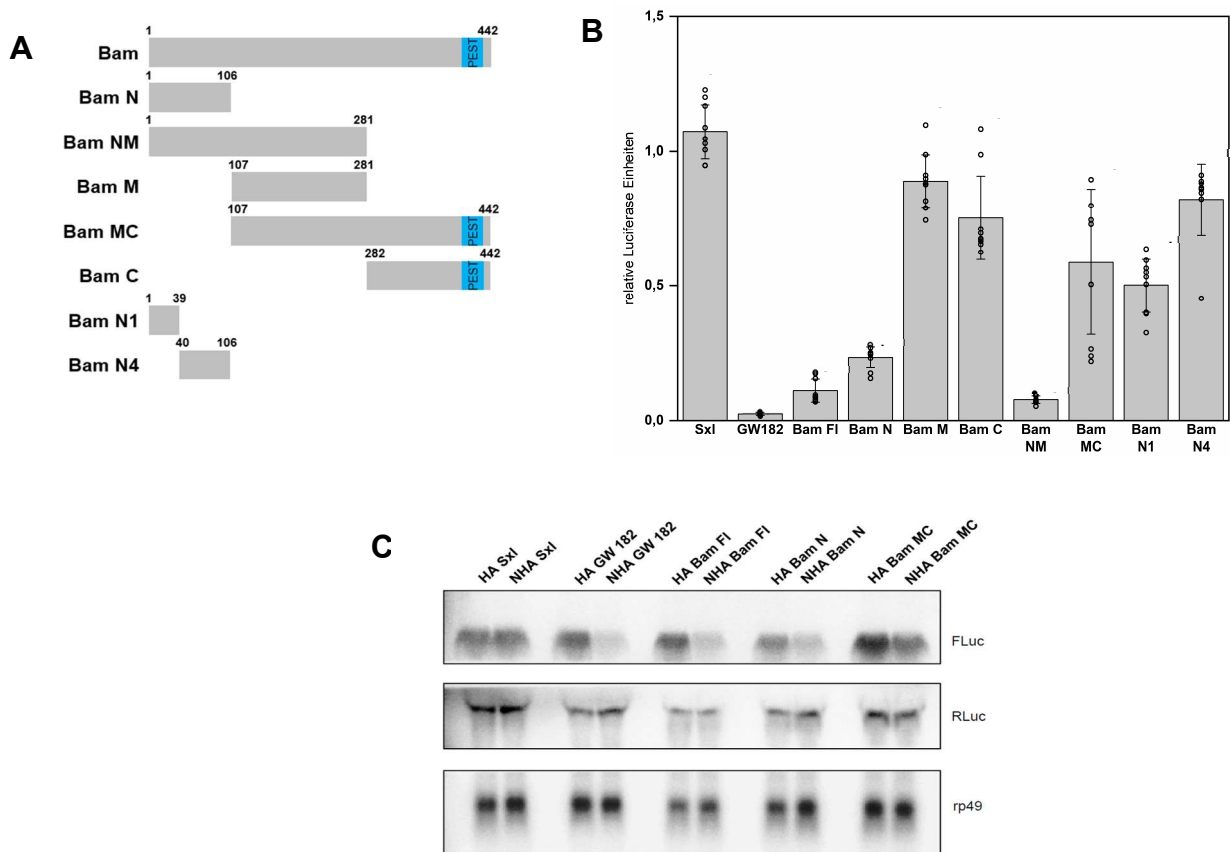 A
1 442
Bam PEST
1 106
Bam N
1 281
Bam NM
107 281
Bam M
107 442
Bam MC PEST
282 442
Bam C PEST
1 39
Bam N1
40 106
Bam N4
B
relative Luciferase Einheiten
1,5
1,0
0,5
0,0
Sxl GW182 Bam Fl Bam N Bam M Bam C Bam NM Bam MC Bam N1 Bam N4
C
HA Sxl NHA Sxl HA GW 182 NHA GW 182 HA Bam Fl NHA Bam Fl HA Bam N NHA Bam N HA Bam MC NHA Bam MC
FLuc
RLuc
rp49